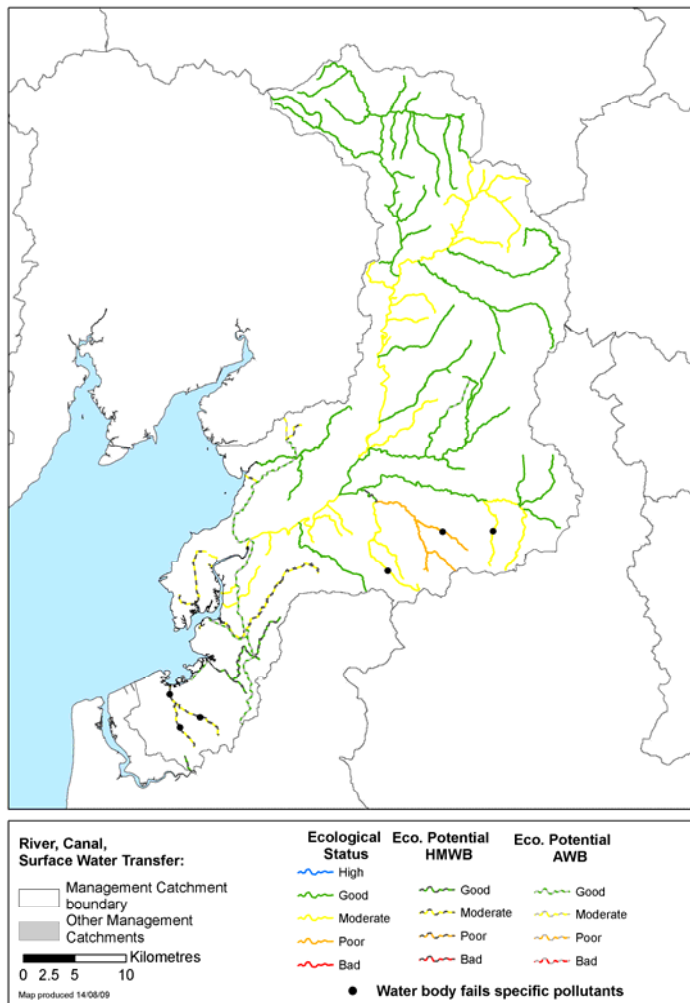 River, Canal,
Surface Water Transfer:
Management Catchment
boundary
Other Management
Catchments
Kilometres
0 2.5 5 10
Map produced 14/08/09
Ecological
Status
High
Good
Moderate
Poor
Bad
Eco. Potential
HMWB
Good
Moderate
Poor
Bad
Eco. Potential
AWB
Good
Moderate
Poor
Bad
Water body fails specific pollutants